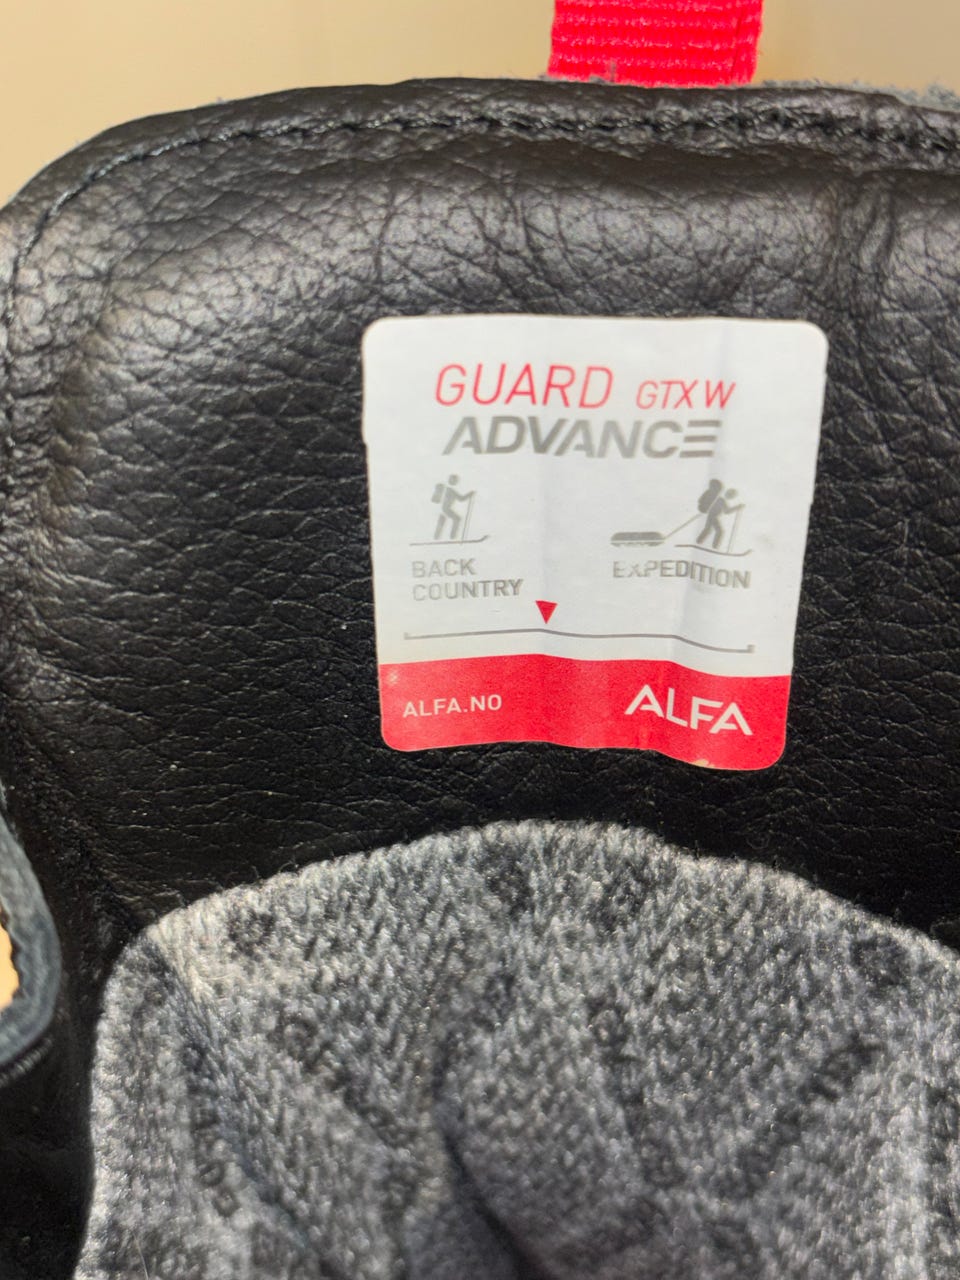 GUARD GTX W
ADVANCE
BACK
COUNTRY
EXPEDITION
ALFA.NO
ALFA